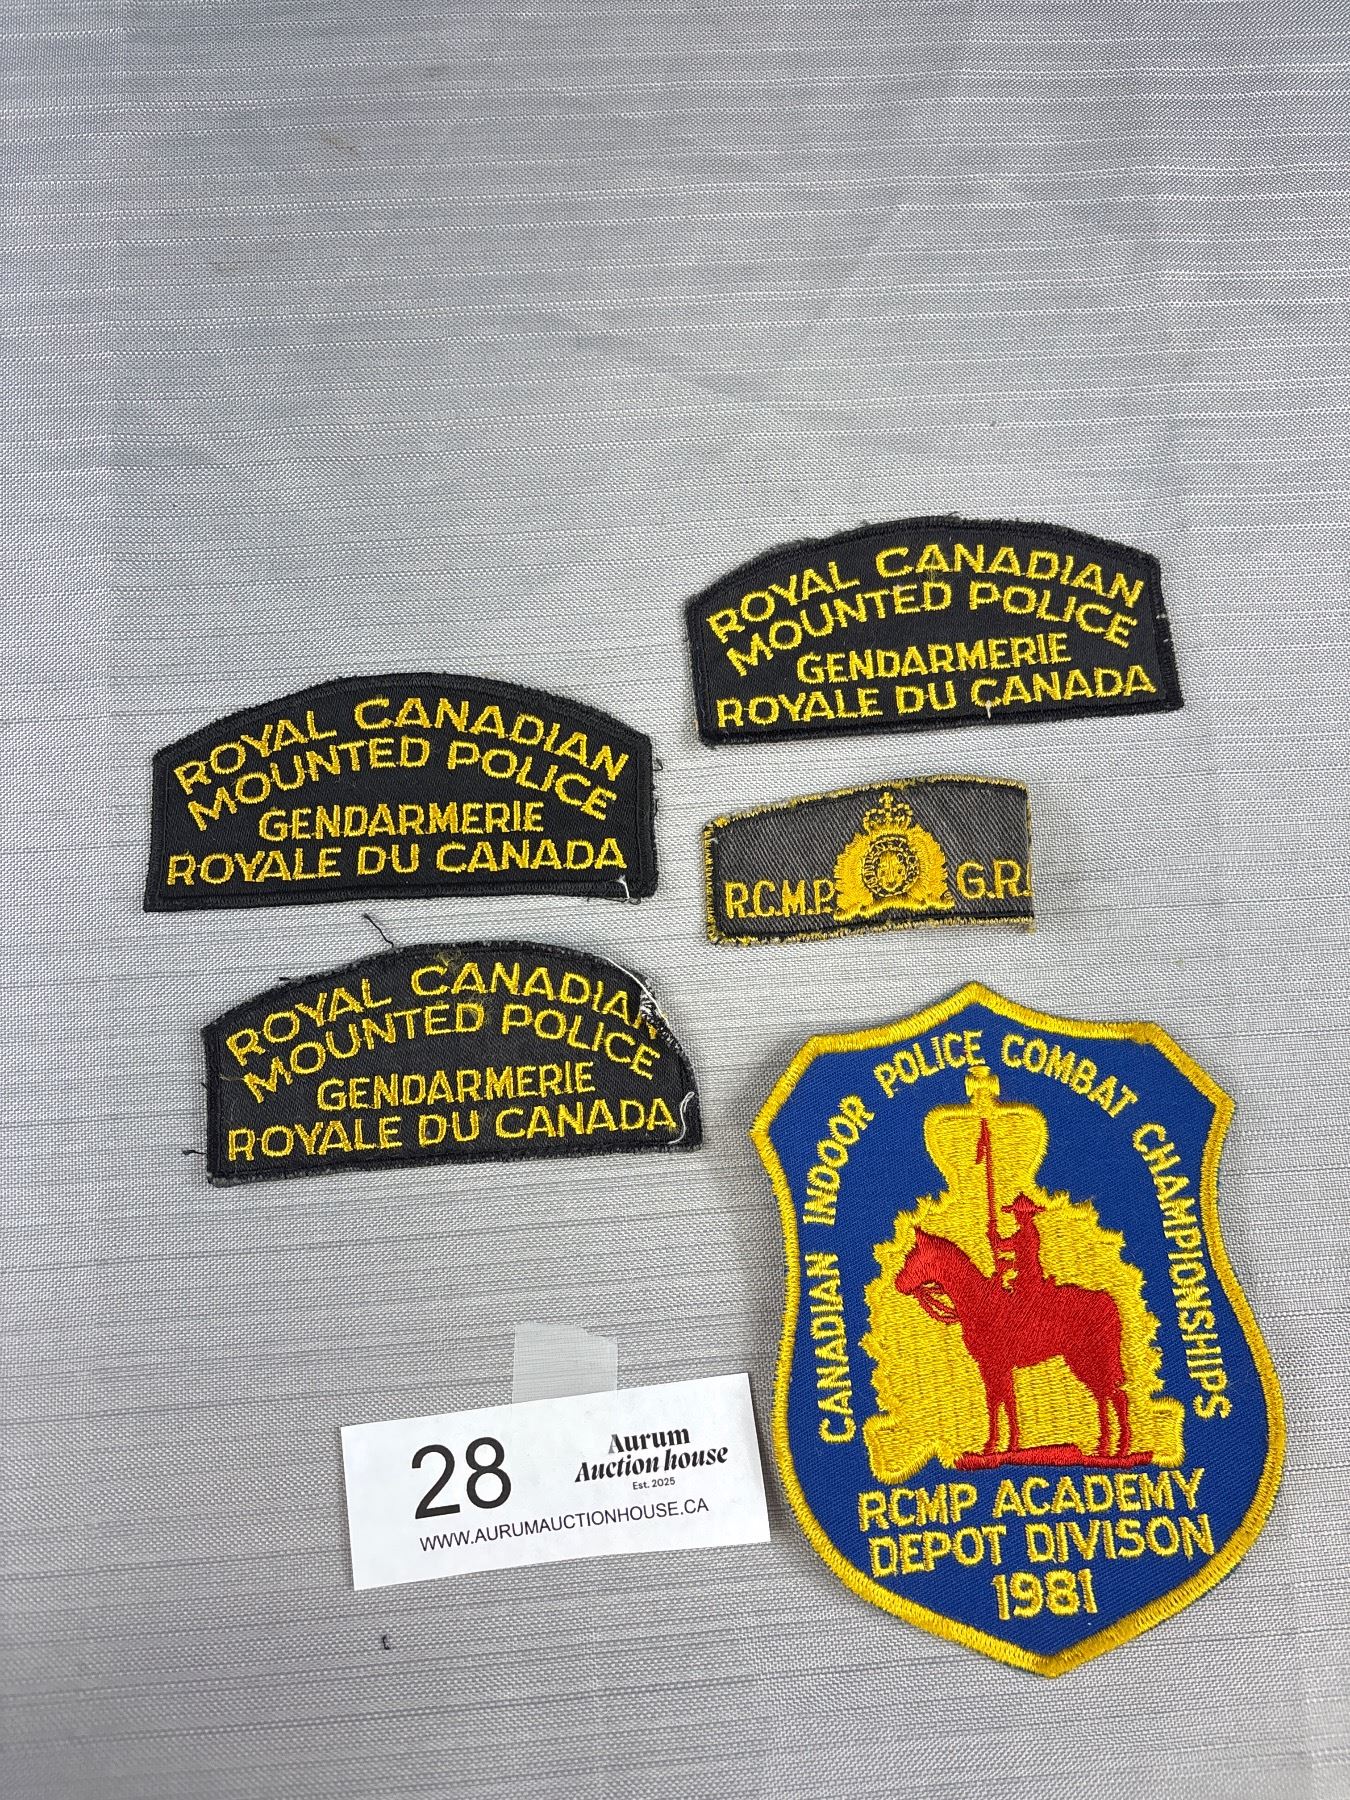 ROYAL CANADIAN
MOUNTED POLICE
GENDARMERIE
ROYALE DU CANADA
ROYAL CANADIAN
MOUNTED POLICE
GENDARMERIE
ROYALE DU CANADA
R.C.M.P. G.R.
ROYAL CANADIAN
MOUNTED POLICE
GENDARMERIE
ROYALE DU CANADA
CANADIAN INDOOR POLICE COMBAT CHAMPIONSHIPS
RCMP ACADEMY
DEPOT DIVISON
1981
28
Aurum
Auction house
Est. 2025
WWW.AURUMAUCTIONHOUSE.CA